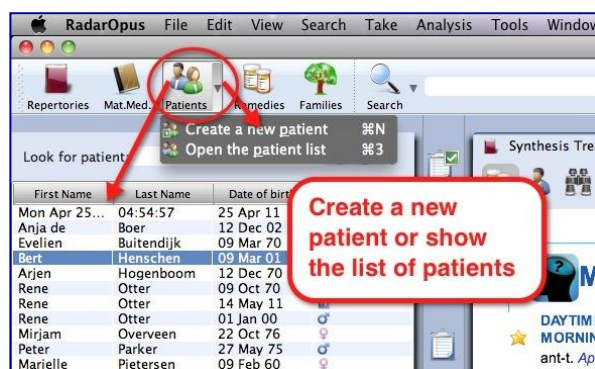 RadarOpus File Edit View Search Take Analysis Tools Window
Repertories Mat.Med. Patients Remedies Families Search
Create a new patient ⌘N
Open the patient list ⌘3
Look for patient:
Synthesis Trea
First Name Last Name Date of birt
Mon Apr 25... 04:54:57 25 Apr 11
Anja de Boer 12 Dec 02
Evelien Buitendijk 09 Mar 70
Bert Henschen 09 Mar 01
Arjen Hogenboom 12 Dec 70
Rene Otter 09 Oct 70
Rene Otter 14 May 11
Rene Otter 01 Jan 00 ♂
Mirjam Overveen 22 Oct 76 ♀
Peter Parker 27 May 75 ♂
Marielle Pietersen 09 Feb 60 ♀
Create a new
patient or show
the list of patients
M
DAYTIM
MORNIN
ant-t. Ap